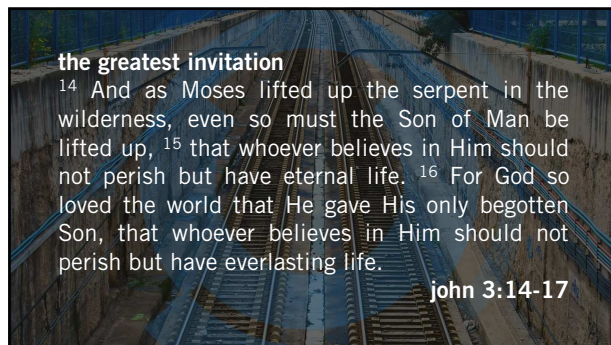 the greatest invitation
14 And as Moses lifted up the serpent in the
wilderness, even so must the Son of Man be
lifted up, 15 that whoever believes in Him should
not perish but have eternal life. 16 For God so
loved the world that He gave His only begotten
Son, that whoever believes in Him should not
perish but have everlasting life.
john 3:14-17